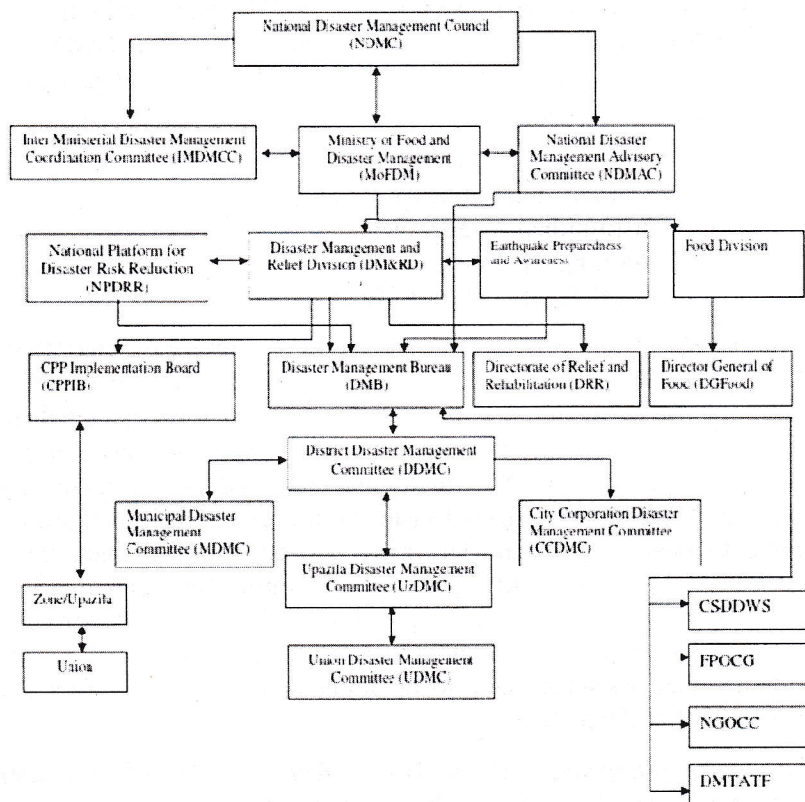 National Disaster Management Council
(NDMC)
Inter Ministerial Disaster Management
Coordination Committee (IMDMCC)
Ministry of Food and
Disaster Management
(MoFDM)
National Disaster
Management Advisory
Committee (NDMAC)
National Platform for
Disaster Risk Reduction
(NPDRR)
Disaster Management and
Relief Division (DM&RD)
Earthquake Preparedness
and Awareness
Food Division
CPP Implementation Board
(CPPIB)
Disaster Management Bureau
(DMB)
Directorate of Relief and
Rehabilitation (DRR)
Director General of
Food (DGFood)
District Disaster Management
Committee (DDMC)
Municipal Disaster
Management
Committee (MDMC)
City Corporation Disaster
Management Committee
(CCDMC)
Upazila Disaster Management
Committee (UzDMC)
Zone/Upazila
Union
Union Disaster Management
Committee (UDMC)
CSDDWS
FPOCG
NGOCC
DMTATF